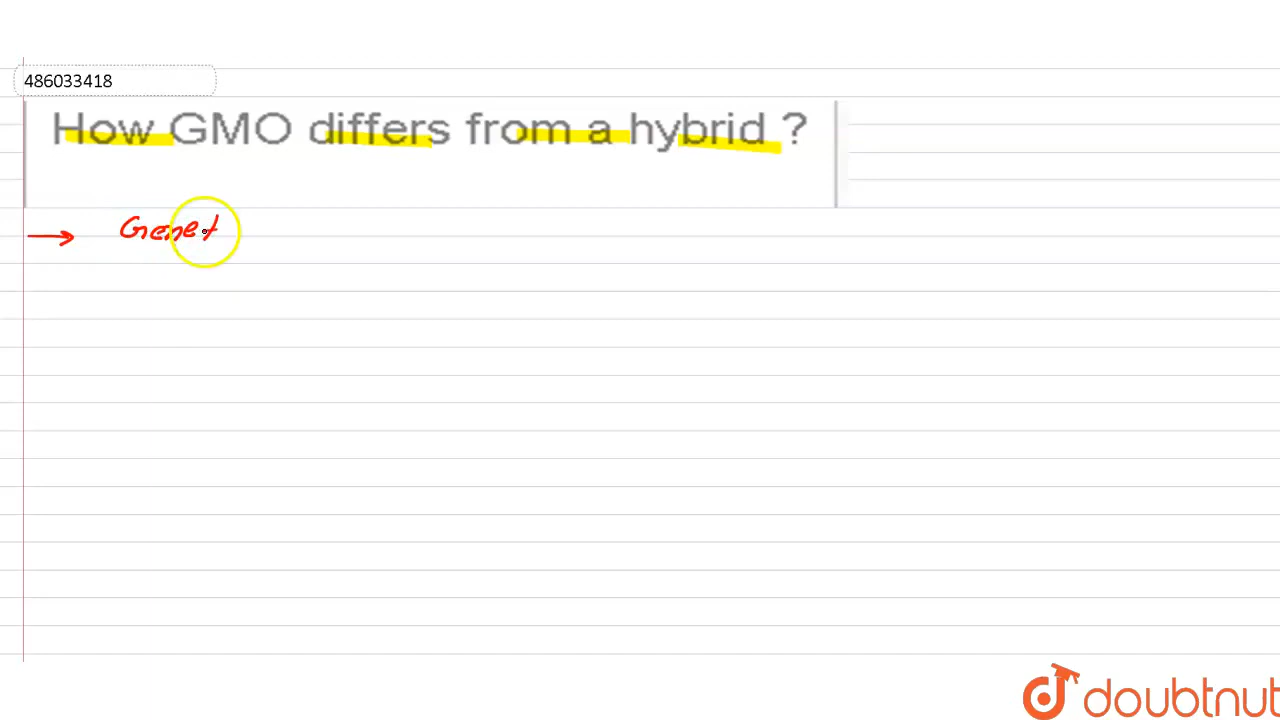 486033418
How GMO differs from a hybrid ?
→ Genet
doubtnut